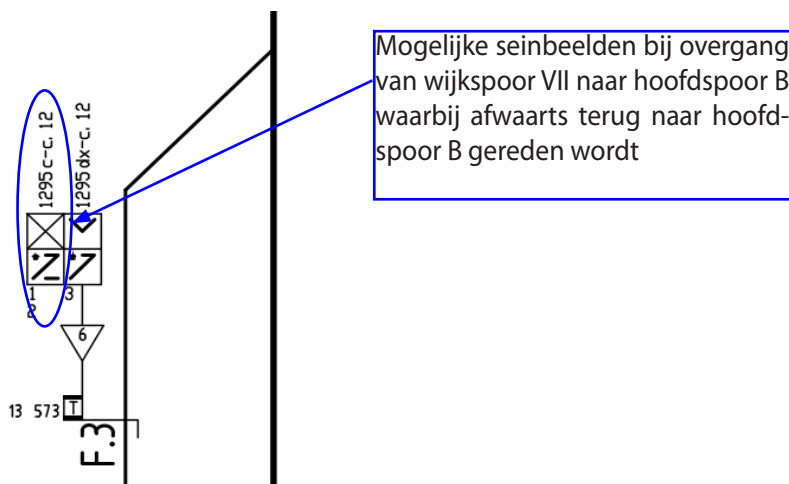 Mogelijke seinbeelden bij overgang
van wijkspoor VII naar hoofdspoor B
waarbij afwaarts terug naar hoofd-
spoor B gereden wordt
1295 c-c. 12
1295 dx-c. 12
1 3
2
6
13 573 T
F.3